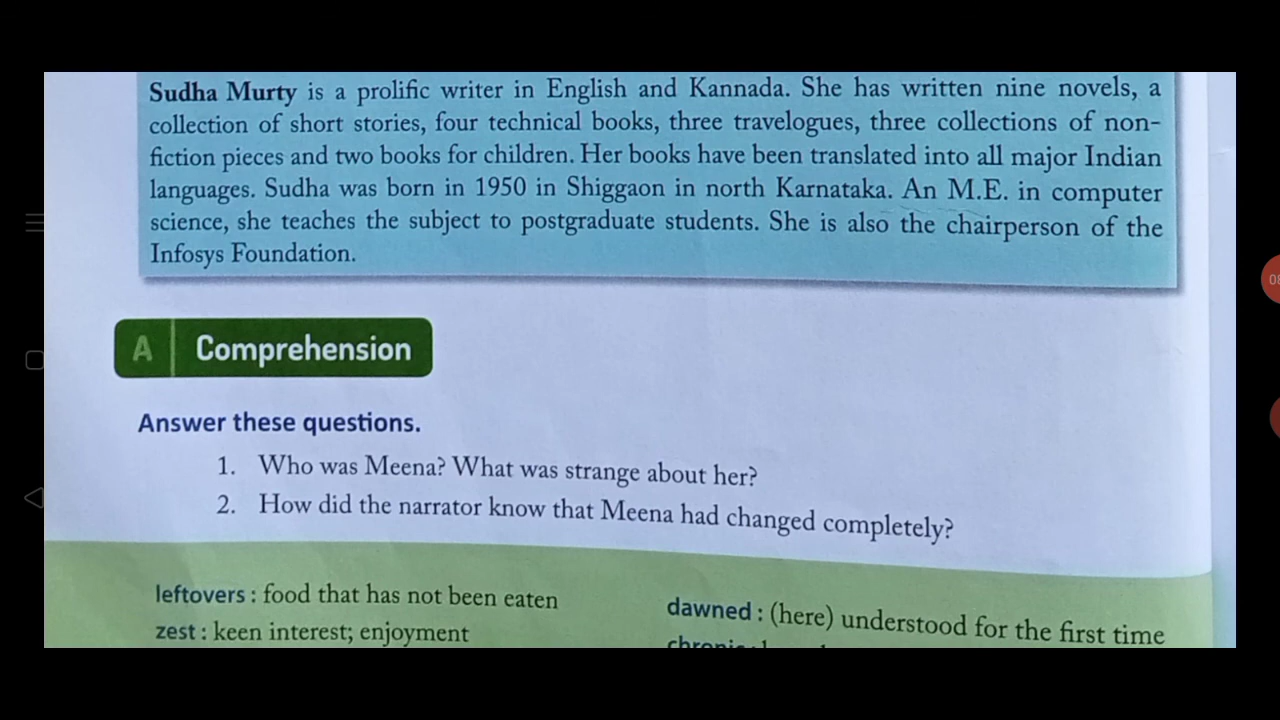 Sudha Murty is a prolific writer in English and Kannada. She has written nine novels, a
collection of short stories, four technical books, three travelogues, three collections of non-
fiction pieces and two books for children. Her books have been translated into all major Indian
languages. Sudha was born in 1950 in Shiggaon in north Karnataka. An M.E. in computer
science, she teaches the subject to postgraduate students. She is also the chairperson of the
Infosys Foundation.
A Comprehension
Answer these questions.
1. Who was Meena? What was strange about her?
2. How did the narrator know that Meena had changed completely?
leftovers : food that has not been eaten
zest : keen interest; enjoyment
dawned : (here) understood for the first time